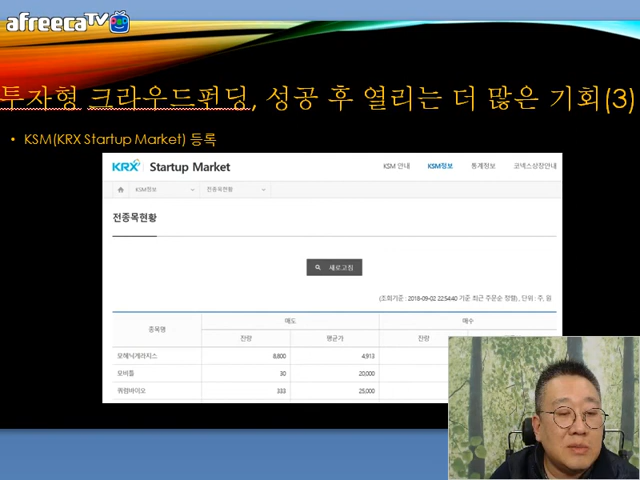 afreecaTV
투자형 크라우드펀딩, 성공 후 열리는 더 많은 기회(3)
• KSM(KRX Startup Market) 등록
KRX Startup Market
KSM 안내 KSM정보 통계정보 코넥스상장안내
KSM정보 전종목현황
전종목현황
새로고침
(조회기준 : 2018-09-02 22:54:40 기준 최근 주문순 정렬), 단위 : 주, 원
종목명 매도 매수
잔량 평균가 잔량
모헤닉게라지스 8,800 4,913
모비틀 30 20,000
퀴럼바이오 333 25,000